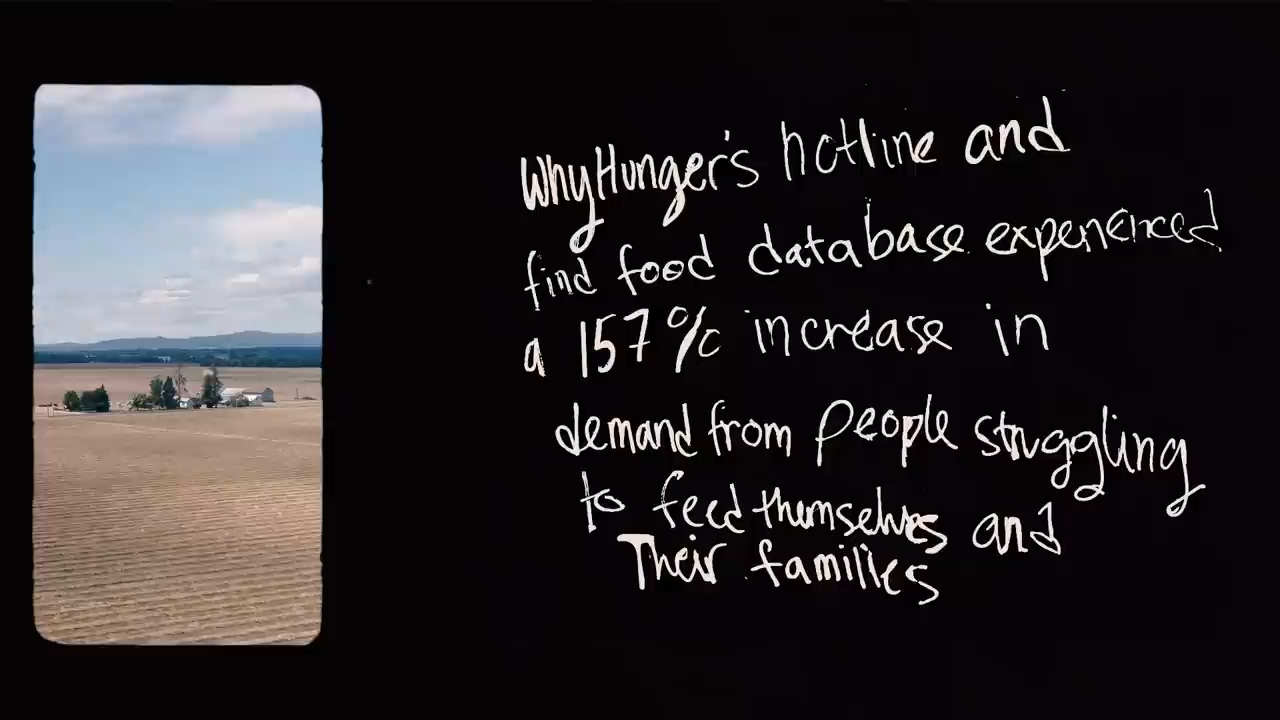 WhyHunger's hotline and
find food database experienced
a 157% increase in
demand from people struggling
to feed themselves and
Their families